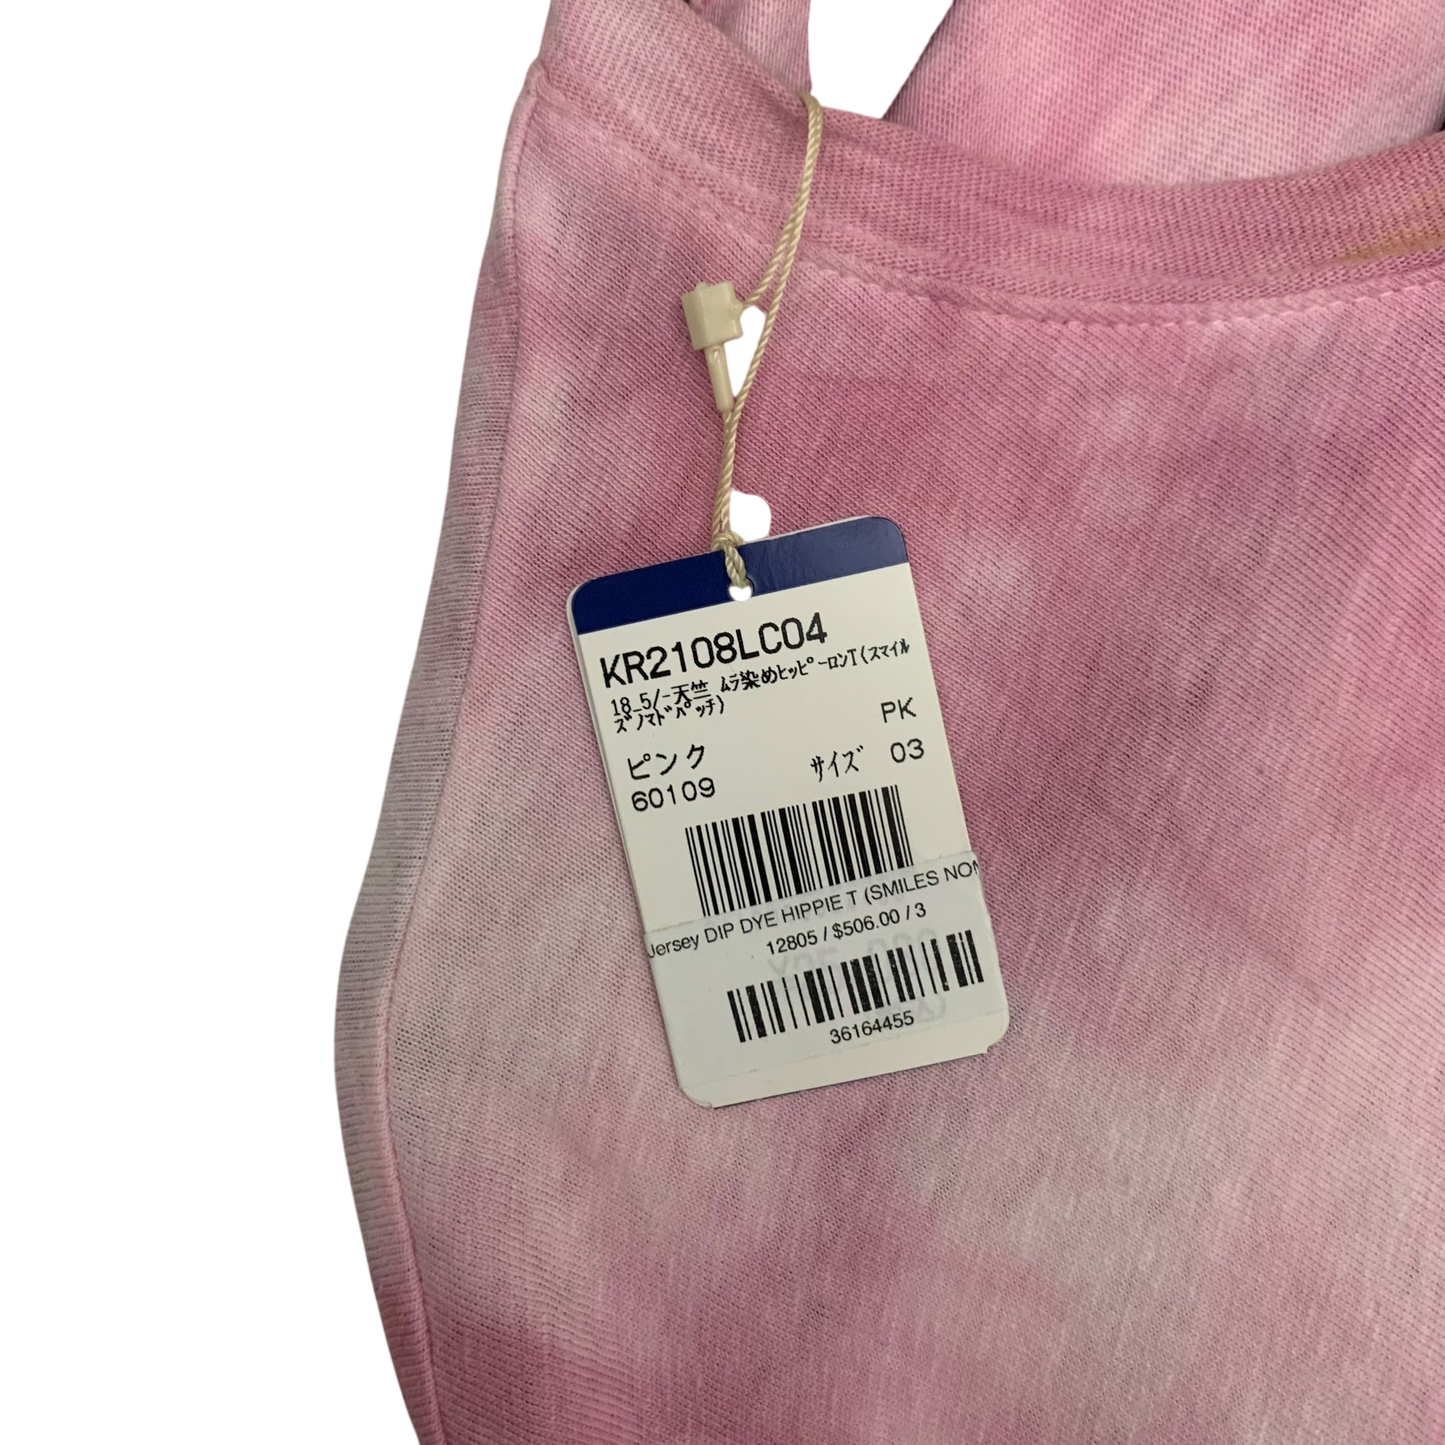 KR2108LC04
18_5/-天竺 ﾑﾗ染めﾋｯﾋﾟｰﾛﾝT(ｽﾏｲﾙ
ｽﾞﾉﾏﾄﾞﾊﾟｯﾁ)
PK
ピンク サイズ 03
60109
Jersey DIP DYE HIPPIE T (SMILES NOM
12805 / $506.00 / 3
36164455